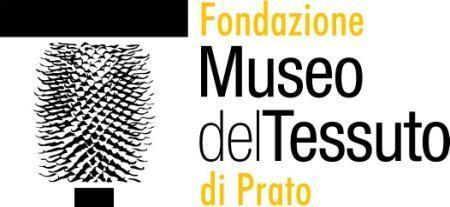 Fondazione
Museo
delTessuto
di Prato